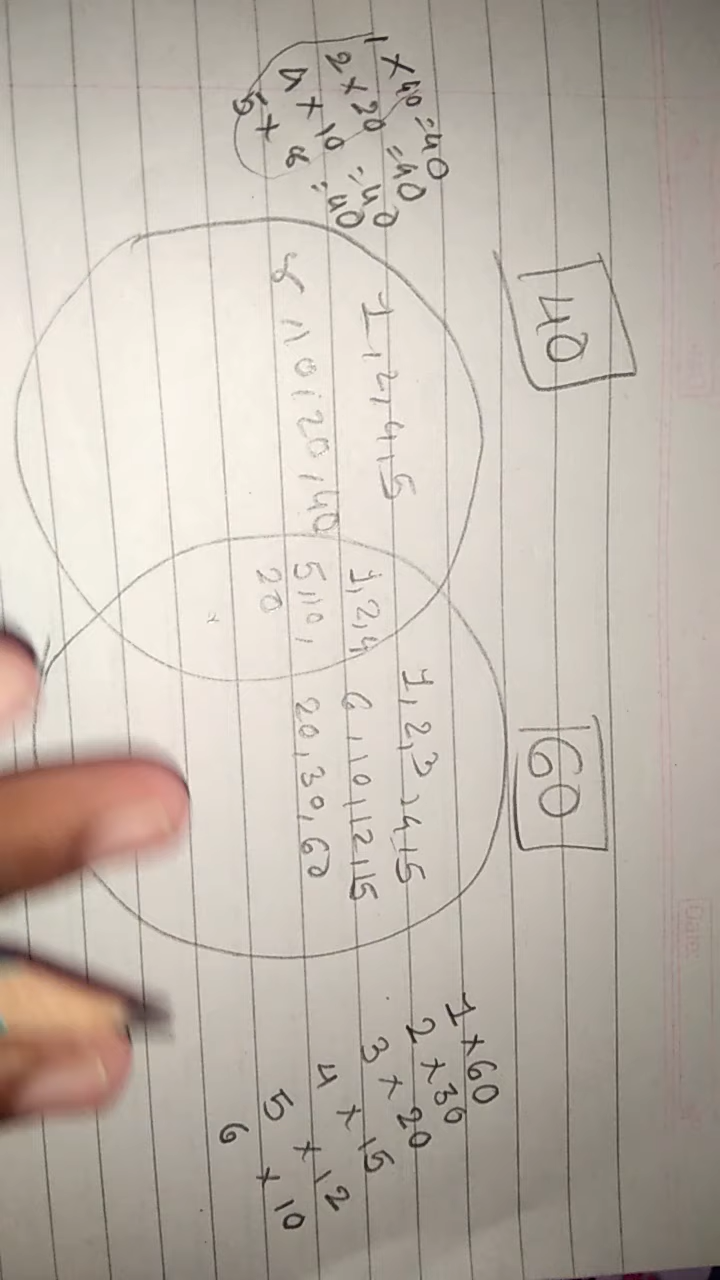 1 × 40 = 40
2 × 20 = 40
4 × 10 = 40
5 × 8 = 40
40
1, 2, 4, 5
8, 10, 20, 40
1, 2, 4
5, 10,
20
60
1, 2, 3, 4, 5
6, 10, 12, 15
20, 30, 60
1 × 60
2 × 30
3 × 20
4 × 15
5 × 12
6 × 10
Date: